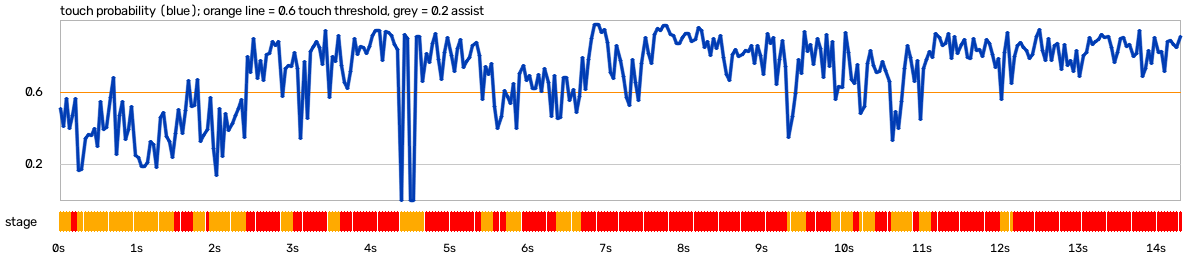 touch probability (blue); orange line = 0.6 touch threshold, grey = 0.2 assist
0.6
0.2
stage
0s 1s 2s 3s 4s 5s 6s 7s 8s 9s 10s 11s 12s 13s 14s